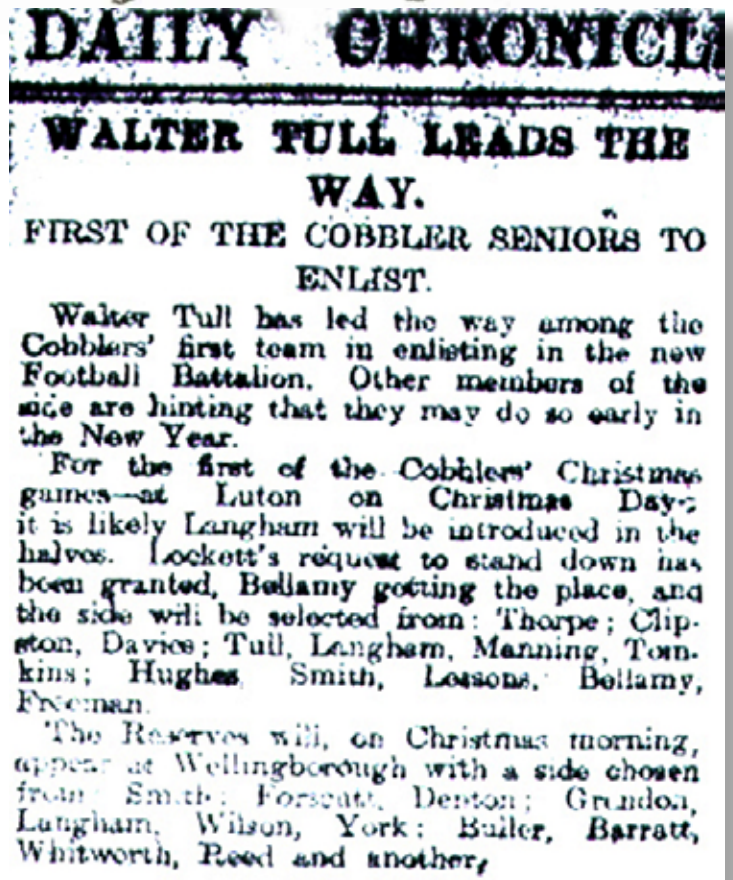 DAILY CHRONICL
WALTER TULL LEADS THE
WAY.
FIRST OF THE COBBLER SENIORS TO
ENLIST.
Walter Tull has led the way among the
Cobblers' first team in enlisting in the new
Football Battalion. Other members of the
side are hinting that they may do so early in
the New Year.
For the first of the Cobblers' Christmas
games—at Luton on Christmas Day—
it is likely Langham will be introduced in the
halves. Lockett's request to stand down has
been granted, Bellamy getting the place, and
the side will be selected from: Thorpe; Clip-
ston, Davies; Tull, Langham, Manning, Tom-
kins; Hughes, Smith, Lessons, Bellamy,
Freeman.
The Reserves will, on Christmas morning,
appear at Wellingborough with a side chosen
from: Smith; Forscutt, Denton; Grendon,
Langham, Wilson, York; Buller, Barratt,
Whitworth, Reed and another,